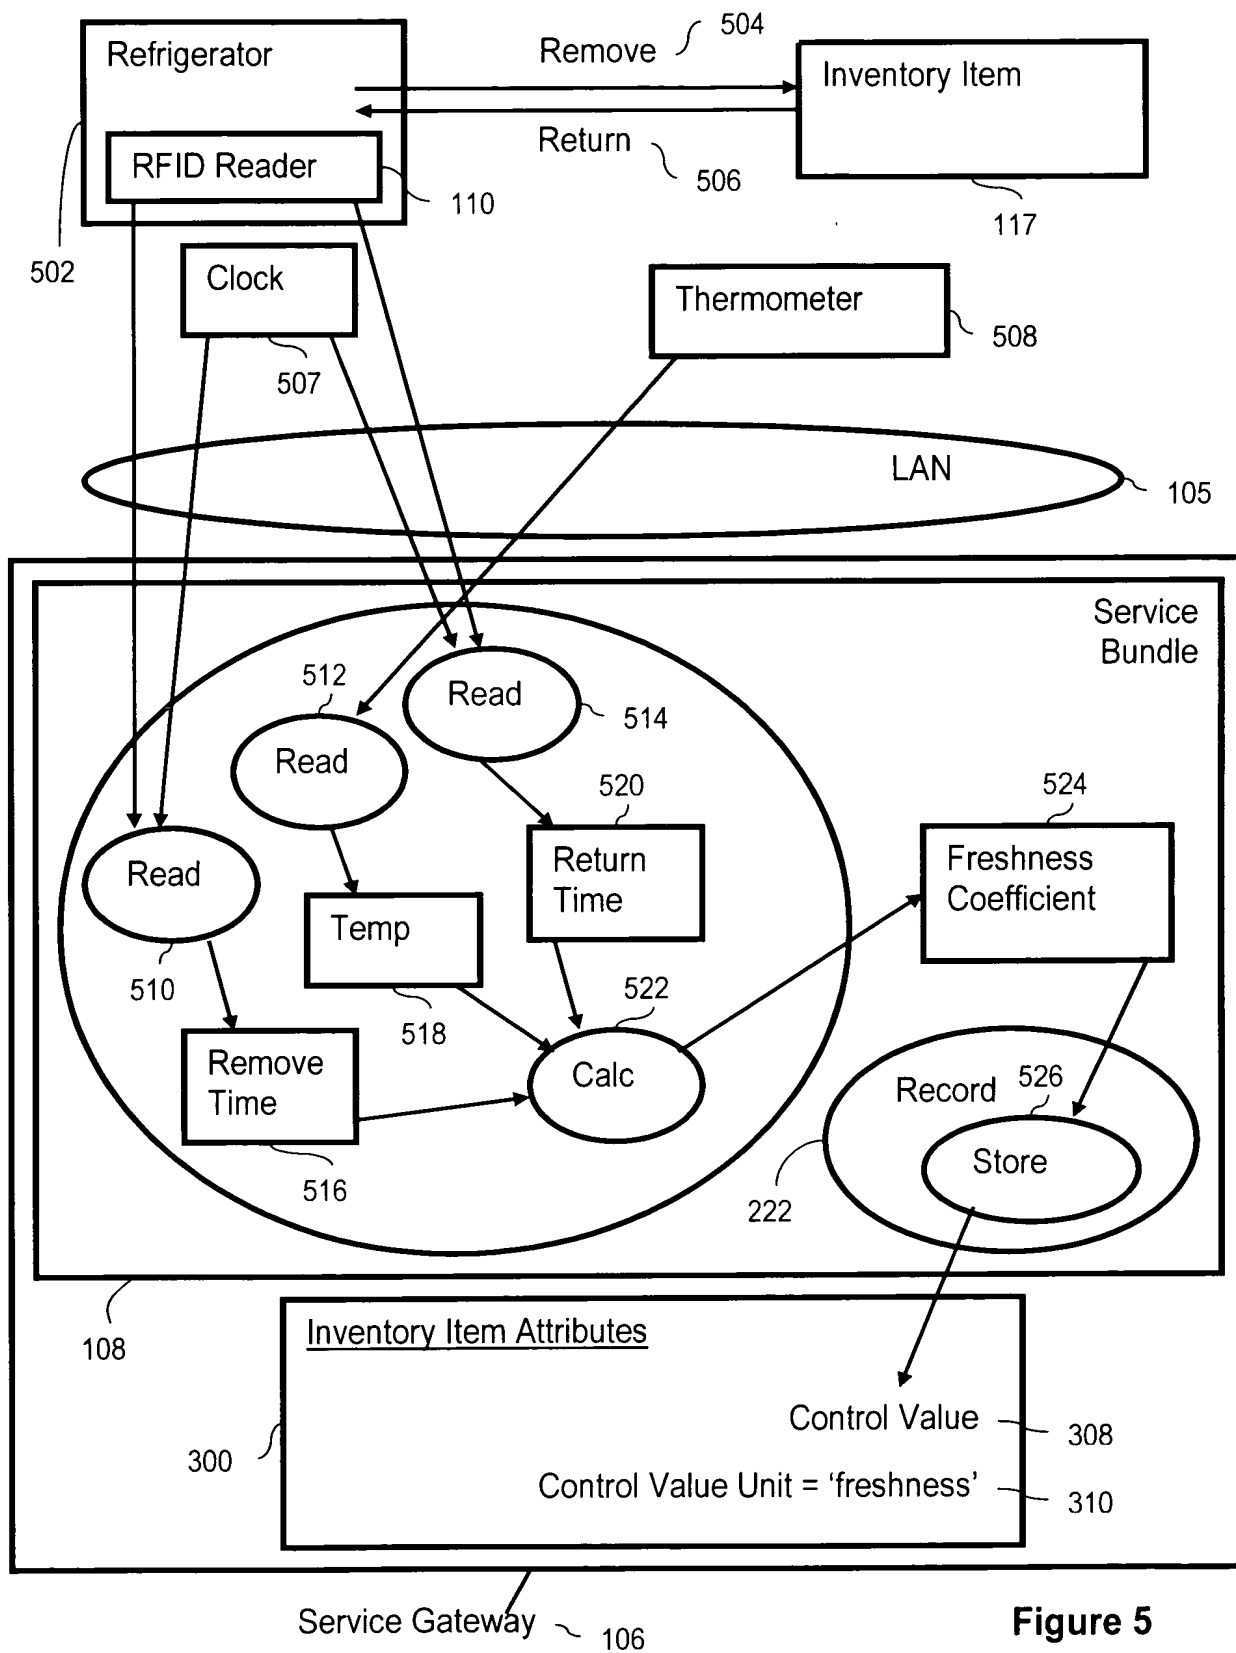 Refrigerator
Remove
504
Inventory Item
Return
506
RFID Reader
110
117
502
Clock
507
Thermometer
508
LAN
105
Service
Bundle
512
Read
514
Read
520
524
Read
Return
Time
Freshness
Coefficient
Temp
510
518
522
Remove
Time
Calc
Record
526
Store
516
222
108
Inventory Item Attributes
Control Value
308
300
Control Value Unit = ‘freshness’
310
Service Gateway
106
Figure 5